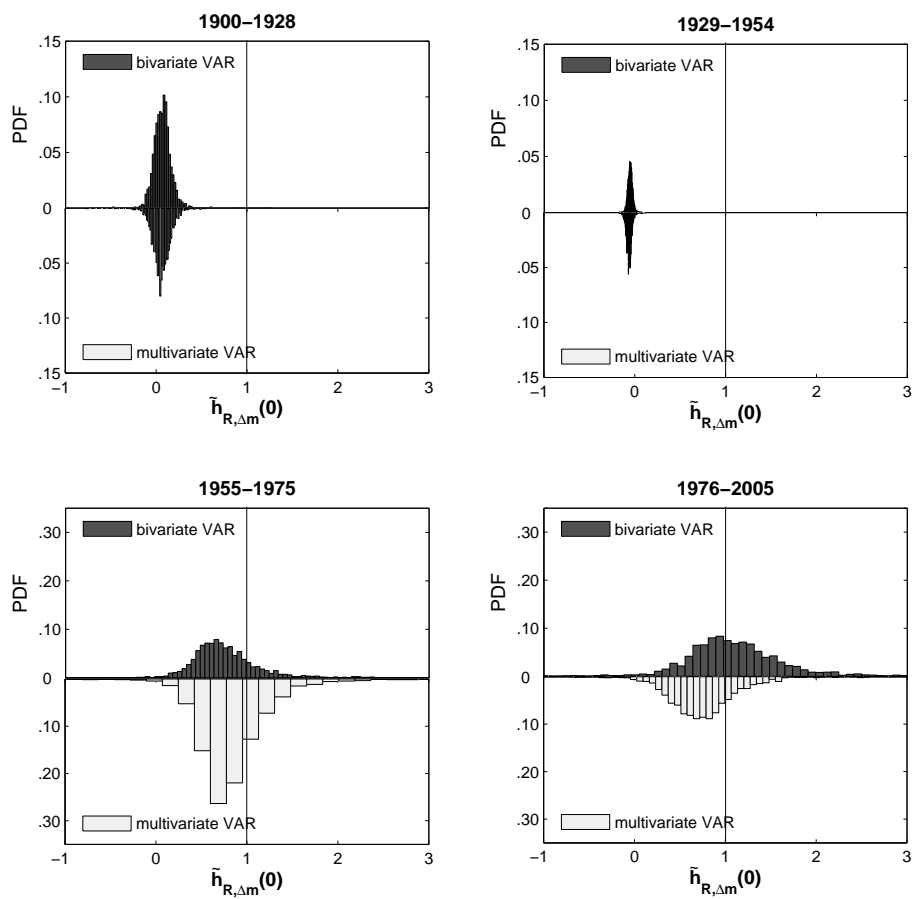 1900−1928
.15
.10
.05
0
.05
.10
.15
PDF
bivariate VAR
multivariate VAR
−1 0 1 2 3
h̃R,Δm(0)
1929−1954
.15
.10
.05
0
.05
.10
.15
PDF
bivariate VAR
multivariate VAR
−1 0 1 2 3
h̃R,Δm(0)
1955−1975
.30
.20
.10
0
.10
.20
.30
PDF
bivariate VAR
multivariate VAR
−1 0 1 2 3
h̃R,Δm(0)
1976−2005
.30
.20
.10
0
.10
.20
.30
PDF
bivariate VAR
multivariate VAR
−1 0 1 2 3
h̃R,Δm(0)